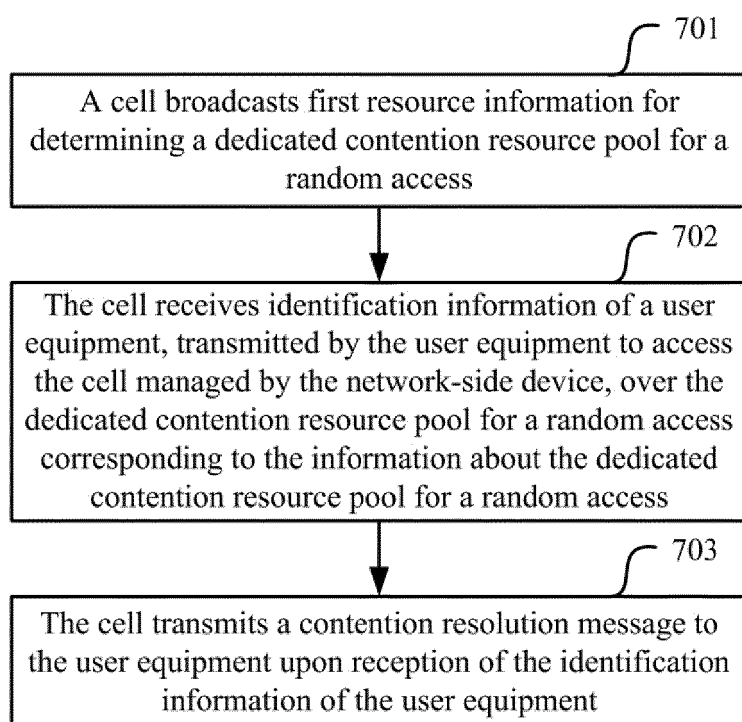 701
A cell broadcasts first resource information for
determining a dedicated contention resource pool for a
random access
702
The cell receives identification information of a user
equipment, transmitted by the user equipment to access
the cell managed by the network-side device, over the
dedicated contention resource pool for a random access
corresponding to the information about the dedicated
contention resource pool for a random access
703
The cell transmits a contention resolution message to
the user equipment upon reception of the identification
information of the user equipment